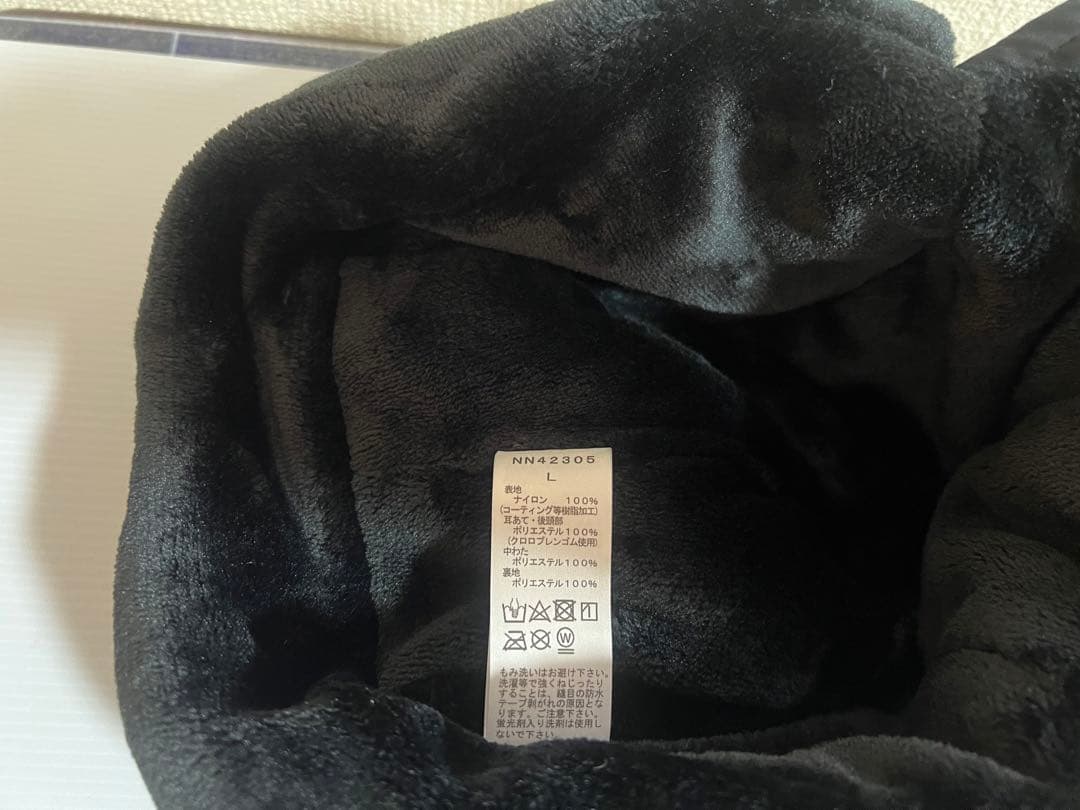 NN42305
L
表地
ナイロン 100%
(コーティング等樹脂加工)
耳あて・後頭部
ポリエステル100%
(クロロプレンゴム使用)
中わた
ポリエステル100%
裏地
ポリエステル100%
W
もみ洗いはお避け下さい。
洗濯等で強くねじったり
することは、縫目の防水
テープ剥がれの原因とな
ります。ご注意下さい。
蛍光剤入り洗剤は使用し
ないで下さい。